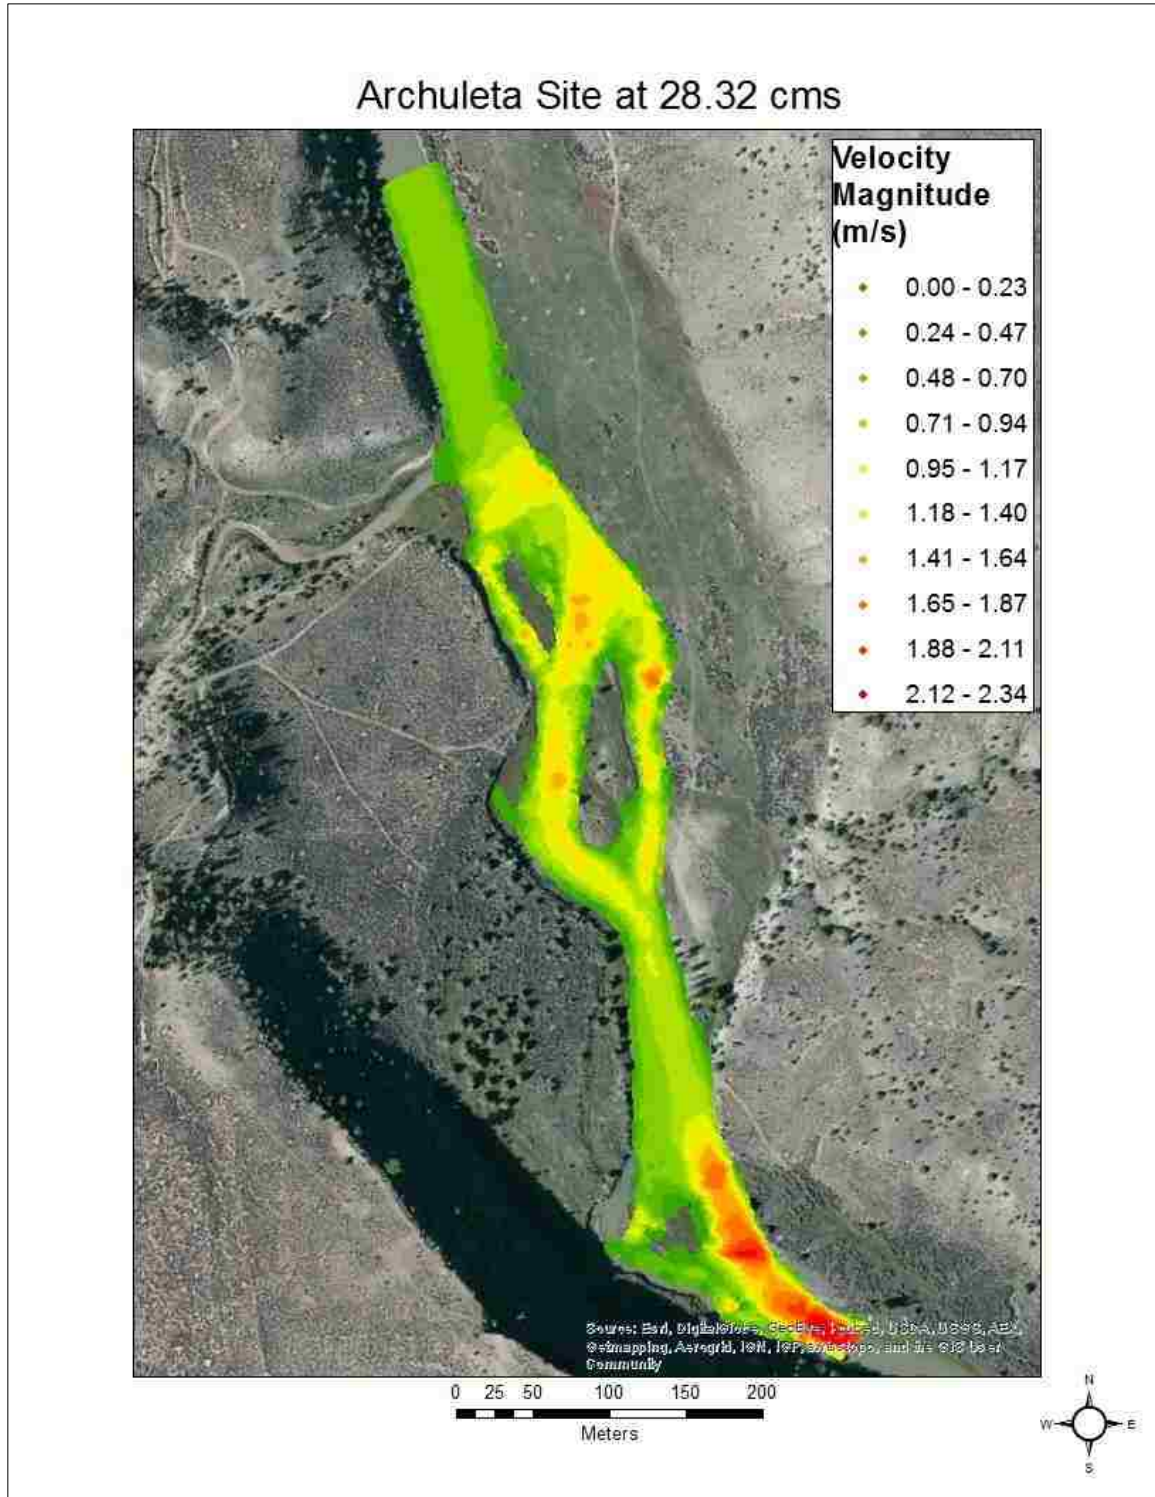 Archuleta Site at 28.32 cms
Velocity
Magnitude
(m/s)
0.00 - 0.23
0.24 - 0.47
0.48 - 0.70
0.71 - 0.94
0.95 - 1.17
1.18 - 1.40
1.41 - 1.64
1.65 - 1.87
1.88 - 2.11
2.12 - 2.34
Source: Esri, DigitalGlobe, GeoEye, USDA, USGS, AEX,
Getmapping, Aerogrid, IGN, IGP, and the GIS User
Community
0 25 50 100 150 200
Meters
N
W E
S